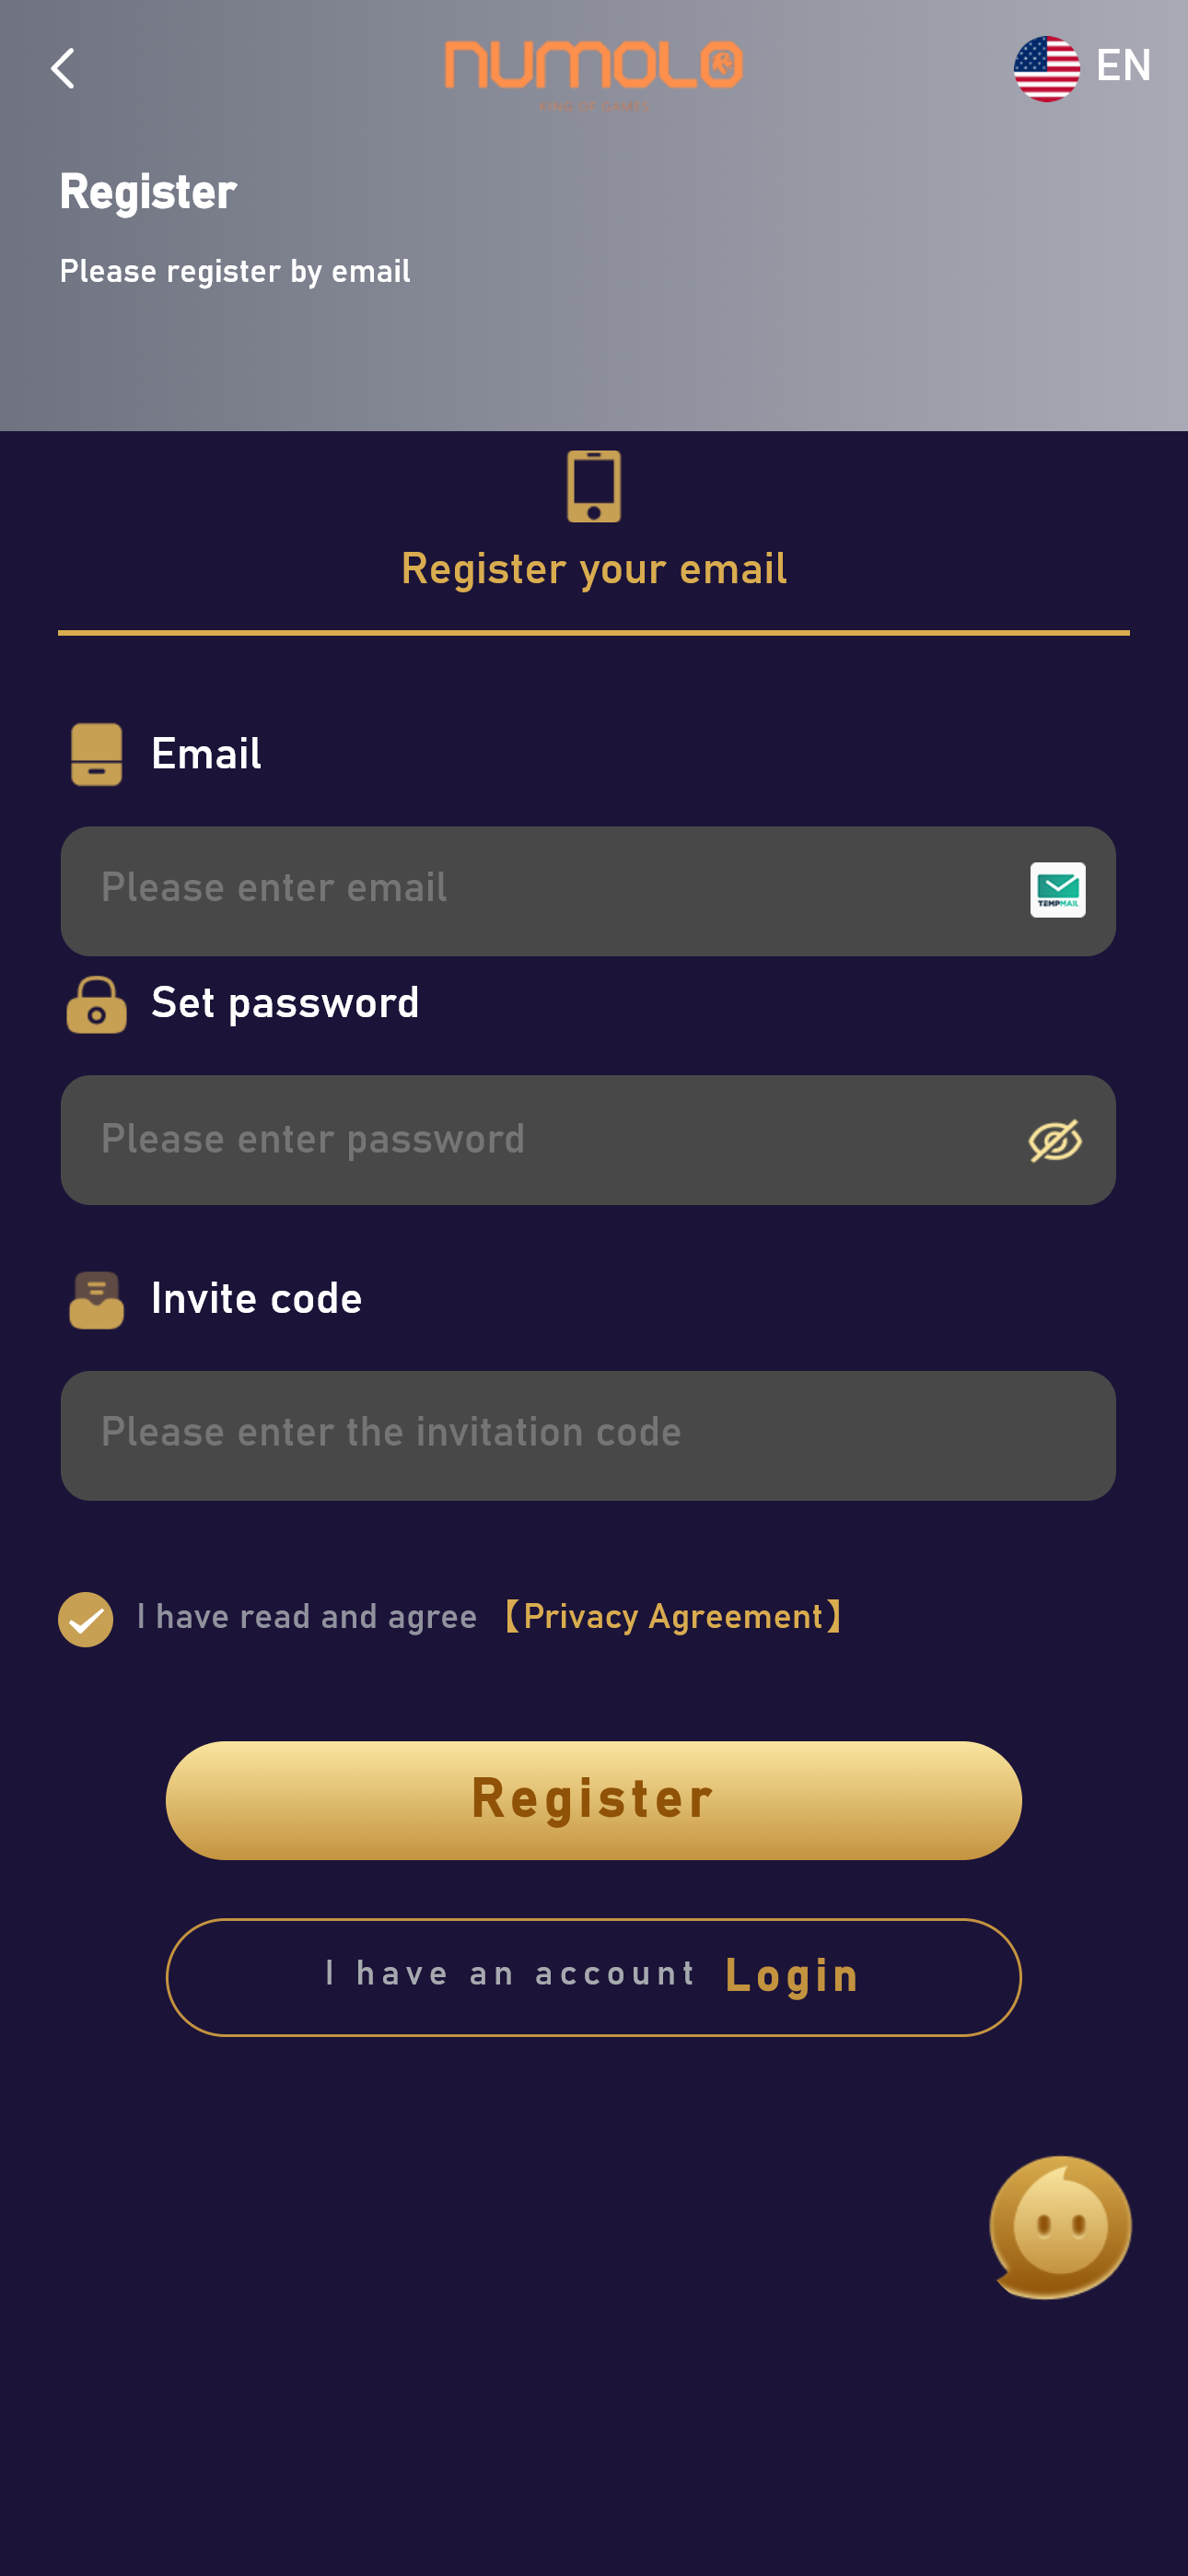 NUMOLO
EN
Register
Please register by email
Register your email
Email
Please enter email
TEMPMAIL
Set password
Please enter password
Invite code
Please enter the invitation code
I have read and agree 【Privacy Agreement】
Register
I have an account Login